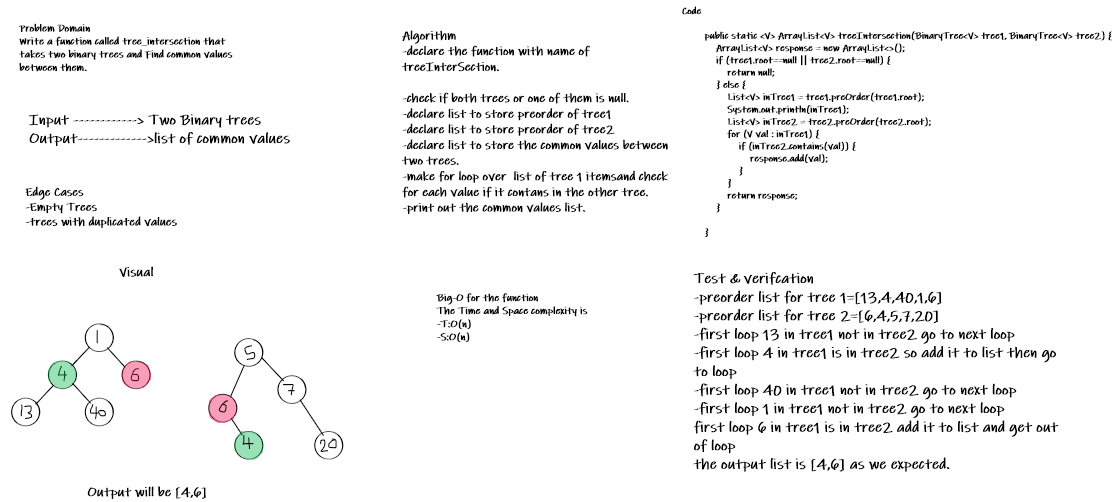 Problem Domain
Write a function called tree_intersection that
takes two binary trees and Find common values
between them.
Input -------------> Two Binary trees
Output-------------->list of common values
Edge Cases
-Empty Trees
-trees with duplicated values
Visual
1
4
6
13
40
5
6
7
4
20
Output will be [4,6]
Algorithm
-declare the function with name of
treeInterSection.
-check if both trees or one of them is null.
-declare list to store preorder of tree1
-declare list to store preorder of tree2
-declare list to store the common values between
two trees.
-make for loop over list of tree 1 itemsand check
for each value if it contans in the other tree.
-print out the common values list.
Big-O for the function
The Time and Space complexity is
-T:O(n)
-S:O(n)
Code
public static <V> ArrayList<V> treeIntersection(BinaryTree<V> tree1, BinaryTree<V> tree2) {
ArrayList<V> response = new ArrayList<>();
if (tree1.root==null || tree2.root==null) {
return null;
} else {
List<V> inTree1 = tree1.preOrder(tree1.root);
System.out.println(inTree1);
List<V> inTree2 = tree2.preOrder(tree2.root);
for (V val : inTree1) {
if (inTree2.contains(val)) {
response.add(val);
}
}
return response;
}
}
Test & verifcation
-preorder list for tree 1=[13,4,40,1,6]
-preorder list for tree 2=[6,4,5,7,20]
-first loop 13 in tree1 not in tree2 go to next loop
-first loop 4 in tree1 is in tree2 so add it to list then go
to loop
-first loop 40 in tree1 not in tree2 go to next loop
-first loop 1 in tree1 not in tree2 go to next loop
first loop 6 in tree1 is in tree2 add it to list and get out
of loop
the output list is [4,6] as we expected.